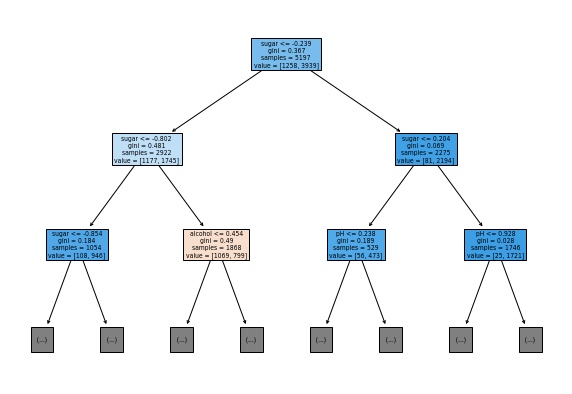 sugar <= -0.239
gini = 0.367
samples = 5197
value = [1258, 3939]
sugar <= -0.802
gini = 0.481
samples = 2922
value = [1177, 1745]
sugar <= 0.204
gini = 0.069
samples = 2275
value = [81, 2194]
sugar <= -0.854
gini = 0.184
samples = 1054
value = [108, 946]
alcohol <= 0.454
gini = 0.49
samples = 1868
value = [1069, 799]
pH <= 0.238
gini = 0.189
samples = 529
value = [56, 473]
pH <= 0.928
gini = 0.028
samples = 1746
value = [25, 1721]
(...)
(...)
(...)
(...)
(...)
(...)
(...)
(...)